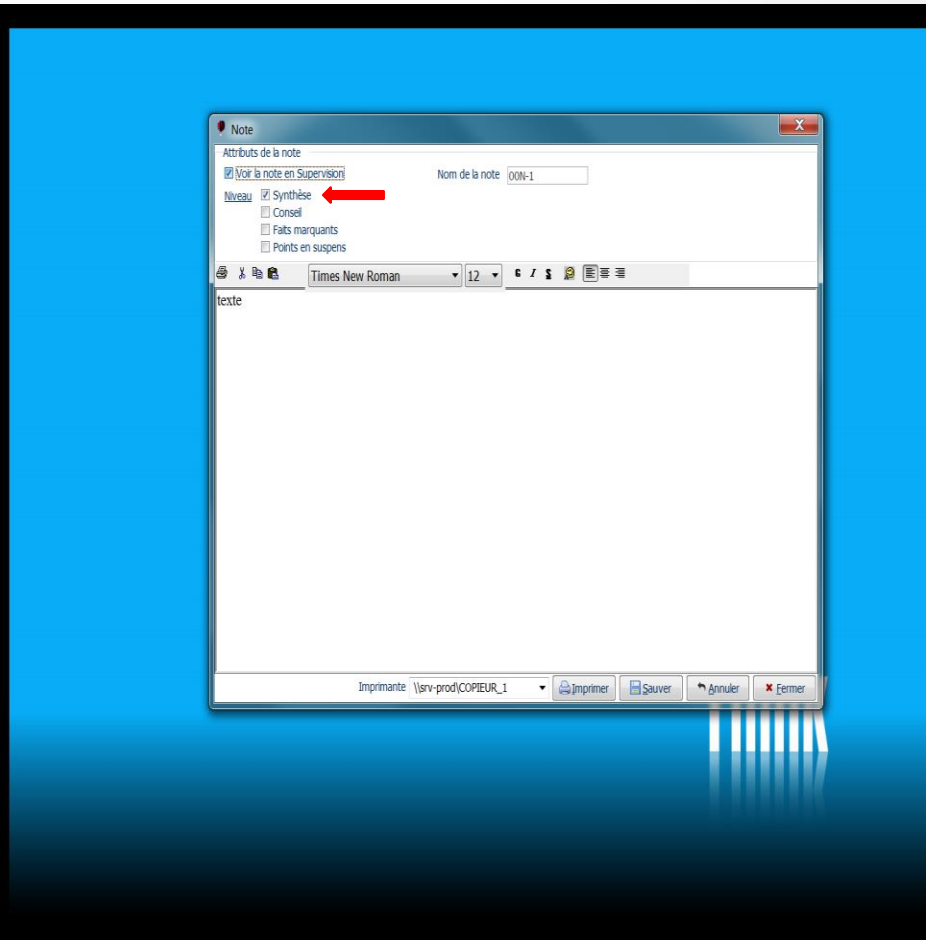 Note
X
Attributs de la note
Voir la note en Supervision
Nom de la note 00N-1
Niveau Synthèse
Conseil
Faits marquants
Points en suspens
Times New Roman 12 G I S
texte
Imprimante \\srv-prod\COPIEUR_1 Imprimer Sauver Annuler Fermer